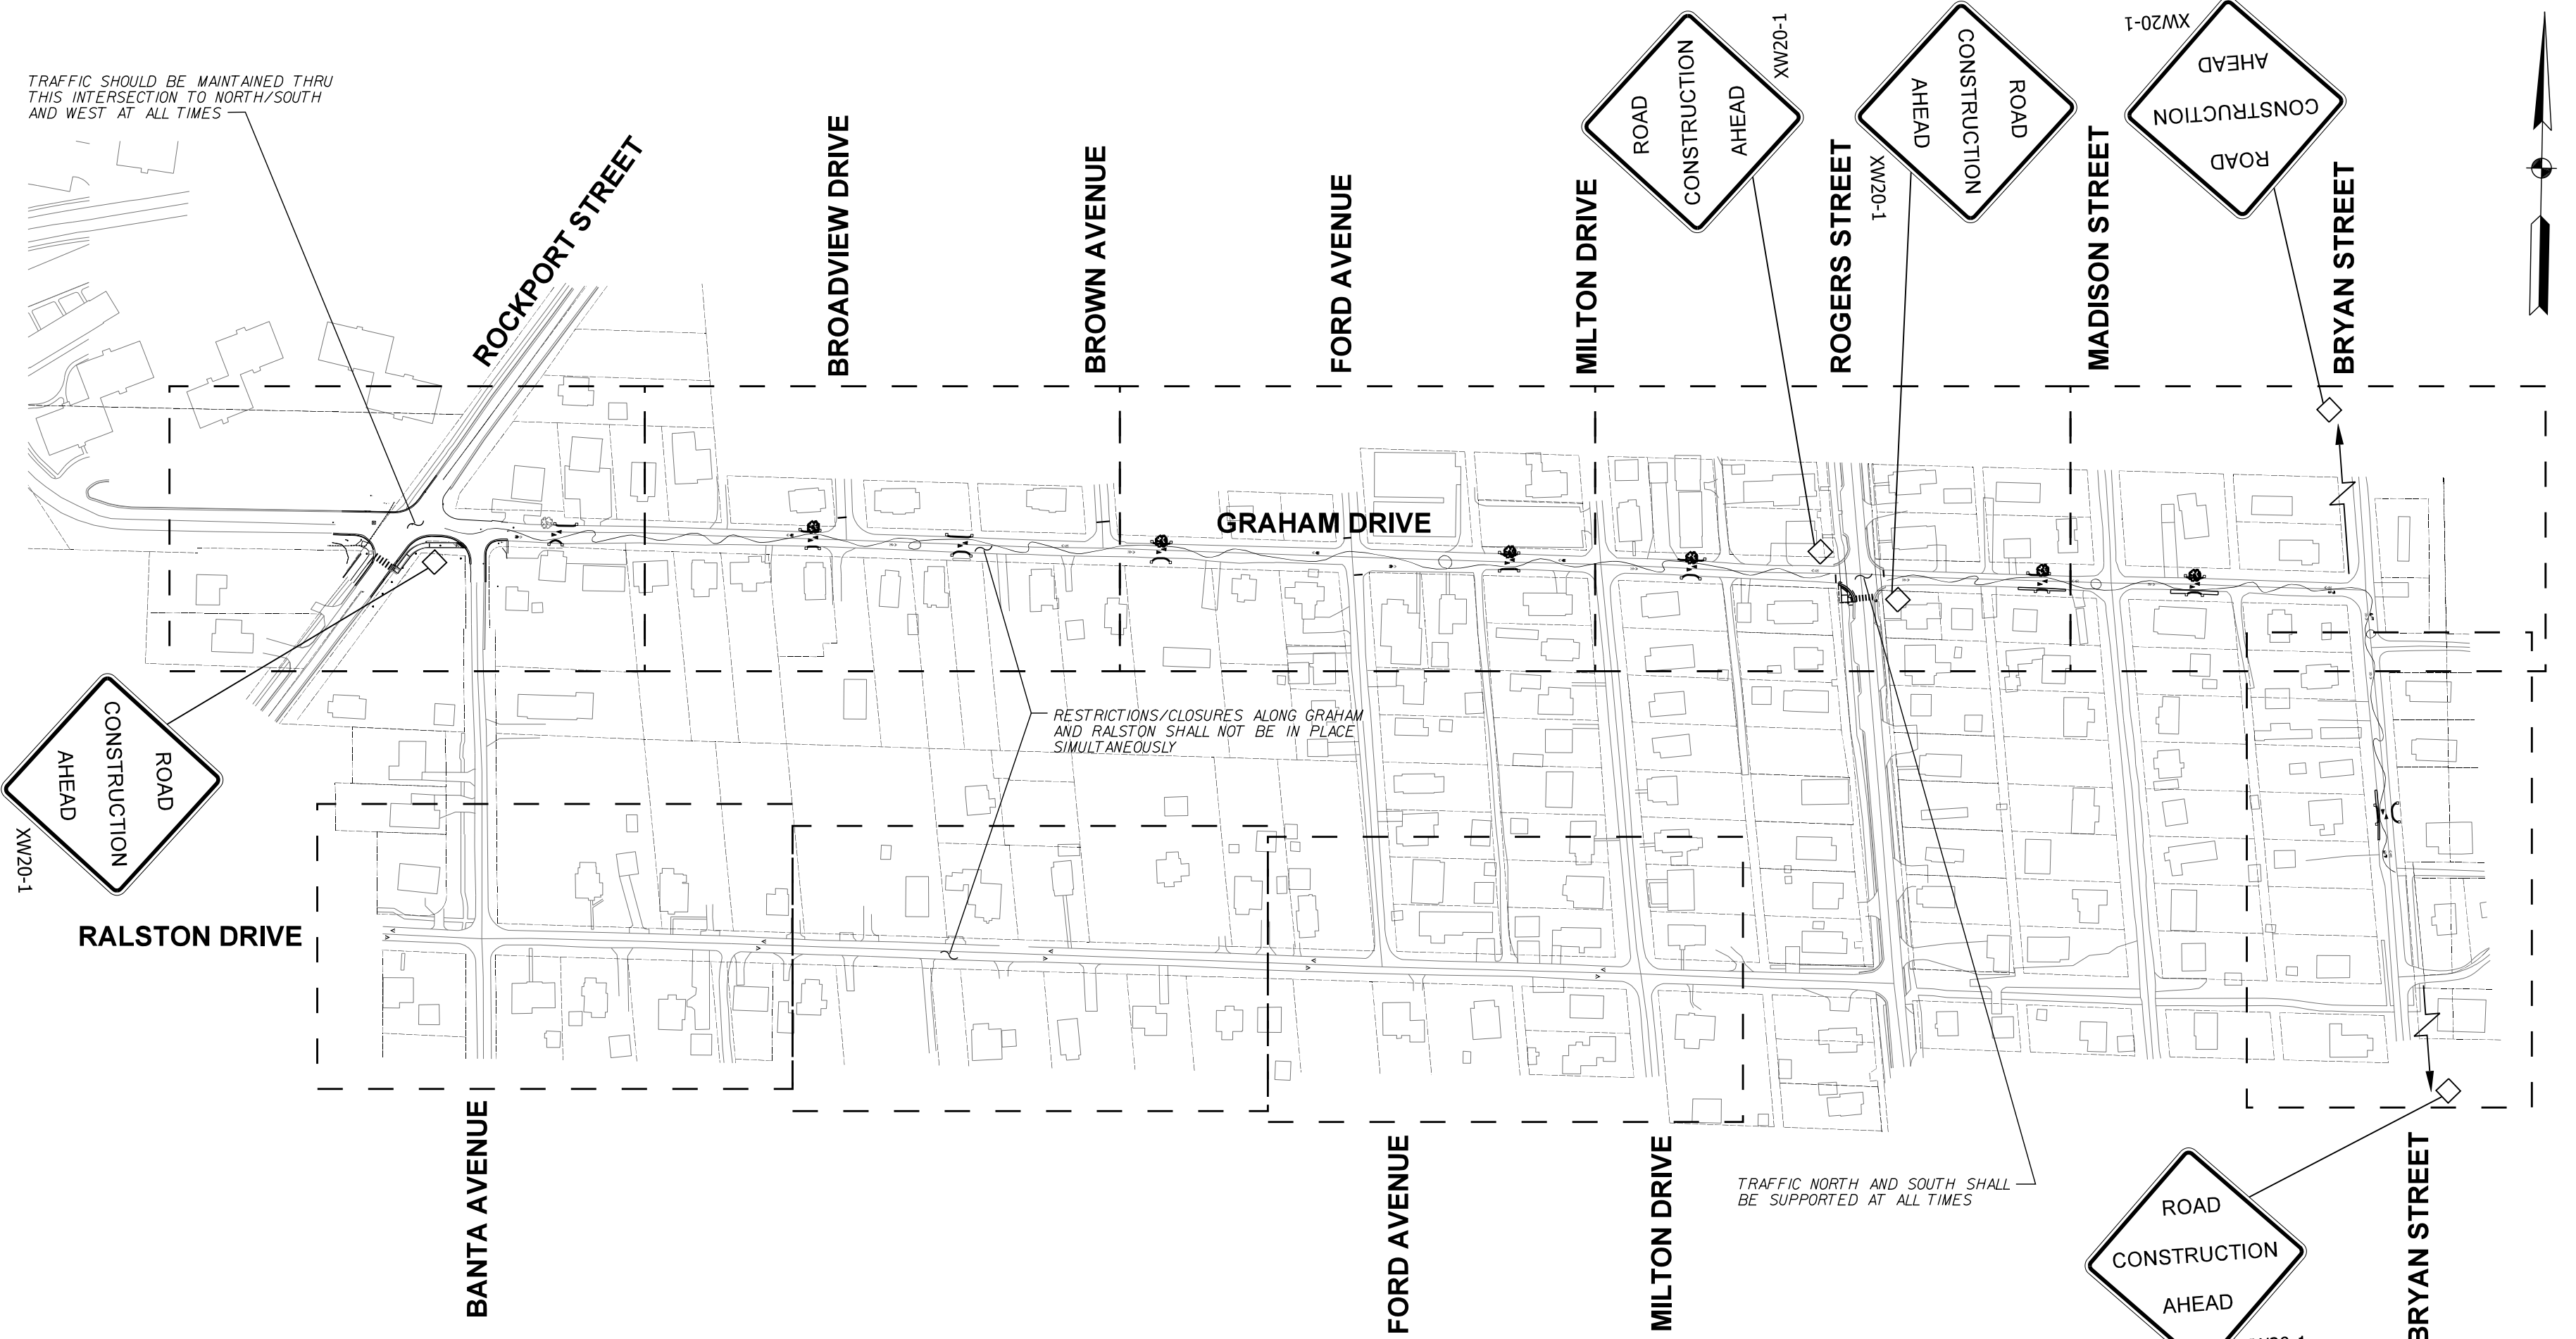 TRAFFIC SHOULD BE MAINTAINED THRU
THIS INTERSECTION TO NORTH/SOUTH
AND WEST AT ALL TIMES
ROCKPORT STREET
BROADVIEW DRIVE
BROWN AVENUE
FORD AVENUE
MILTON DRIVE
ROAD
CONSTRUCTION
AHEAD
XW20-1
ROGERS STREET
ROAD
CONSTRUCTION
AHEAD
XW20-1
MADISON STREET
ROAD
CONSTRUCTION
AHEAD
XW20-1
BRYAN STREET
GRAHAM DRIVE
ROAD
CONSTRUCTION
AHEAD
XW20-1
RESTRICTIONS/CLOSURES ALONG GRAHAM
AND RALSTON SHALL NOT BE IN PLACE
SIMULTANEOUSLY
RALSTON DRIVE
BANTA AVENUE
FORD AVENUE
MILTON DRIVE
TRAFFIC NORTH AND SOUTH SHALL
BE SUPPORTED AT ALL TIMES
ROAD
CONSTRUCTION
AHEAD
BRYAN STREET